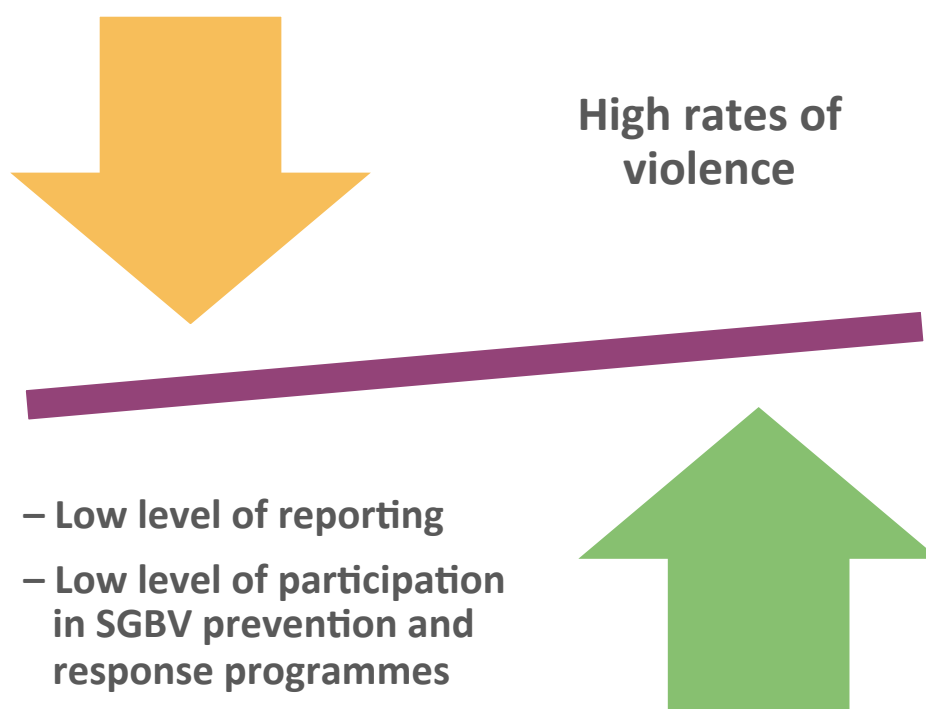 High rates of
violence
– Low level of reporting
– Low level of participation
in SGBV prevention and
response programmes